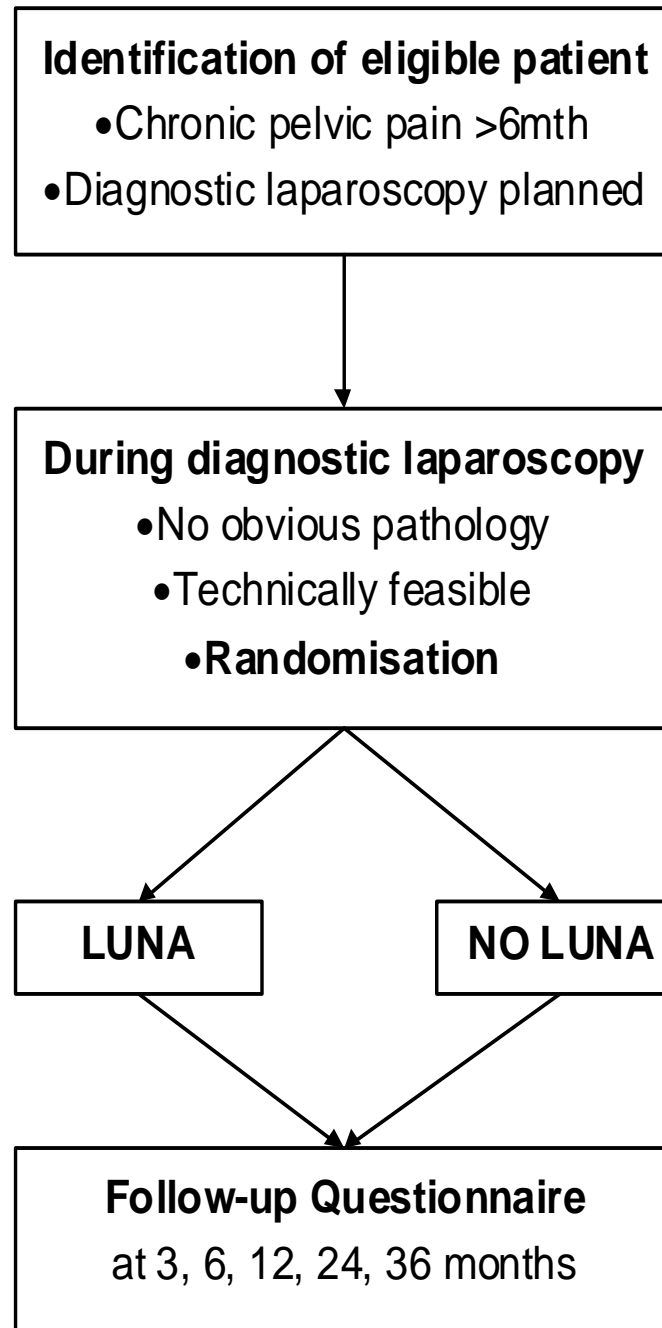 Identification of eligible patient
•Chronic pelvic pain >6mth
•Diagnostic laparoscopy planned
During diagnostic laparoscopy
•No obvious pathology
•Technically feasible
•Randomisation
LUNA
NO LUNA
Follow-up Questionnaire
at 3, 6, 12, 24, 36 months